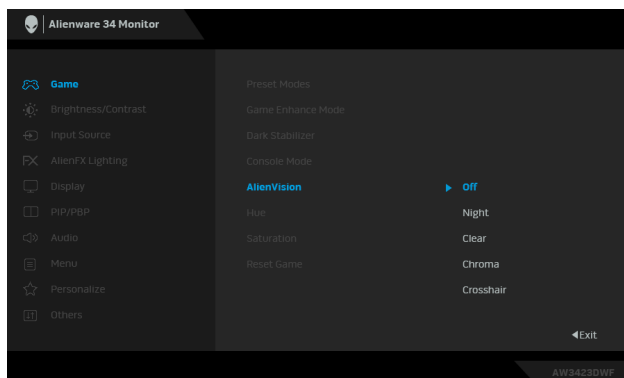 Alienware 34 Monitor
Game
Brightness/Contrast
Input Source
FX AlienFX Lighting
Display
PIP/PBP
Audio
Menu
Personalize
Others
Preset Modes
Game Enhance Mode
Dark Stabilizer
Console Mode
AlienVision
Hue
Saturation
Reset Game
Off
Night
Clear
Chroma
Crosshair
Exit
AW3423DWF